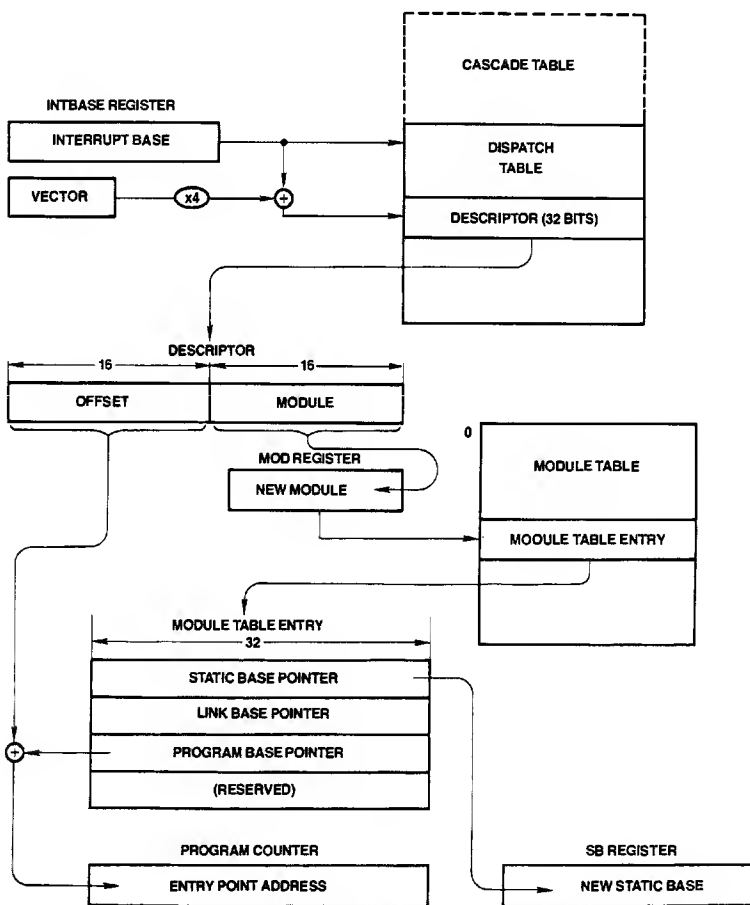 CASCADE TABLE
INTBASE REGISTER
INTERRUPT BASE
DISPATCH
TABLE
VECTOR
x4
+
DESCRIPTOR (32 BITS)
DESCRIPTOR
16
16
OFFSET
MODULE
0
MOD REGISTER
MODULE TABLE
NEW MODULE
MODULE TABLE ENTRY
MODULE TABLE ENTRY
32
STATIC BASE POINTER
LINK BASE POINTER
+
PROGRAM BASE POINTER
(RESERVED)
PROGRAM COUNTER
SB REGISTER
ENTRY POINT ADDRESS
NEW STATIC BASE